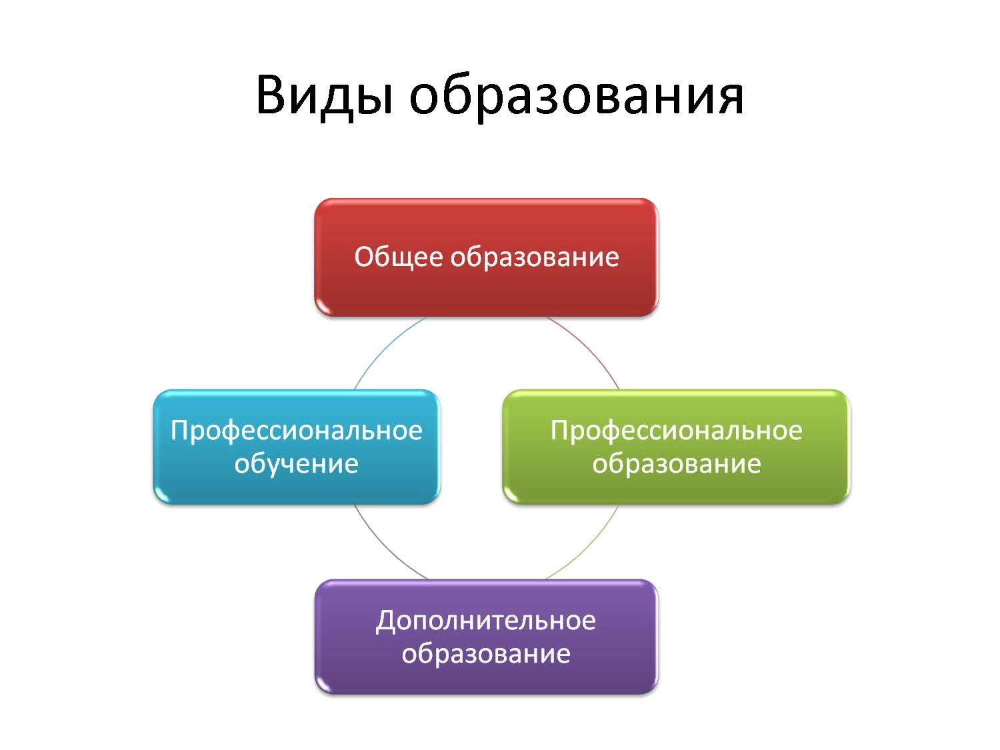 Виды образования
Общее образование
Профессиональное
обучение
Профессиональное
образование
Дополнительное
образование